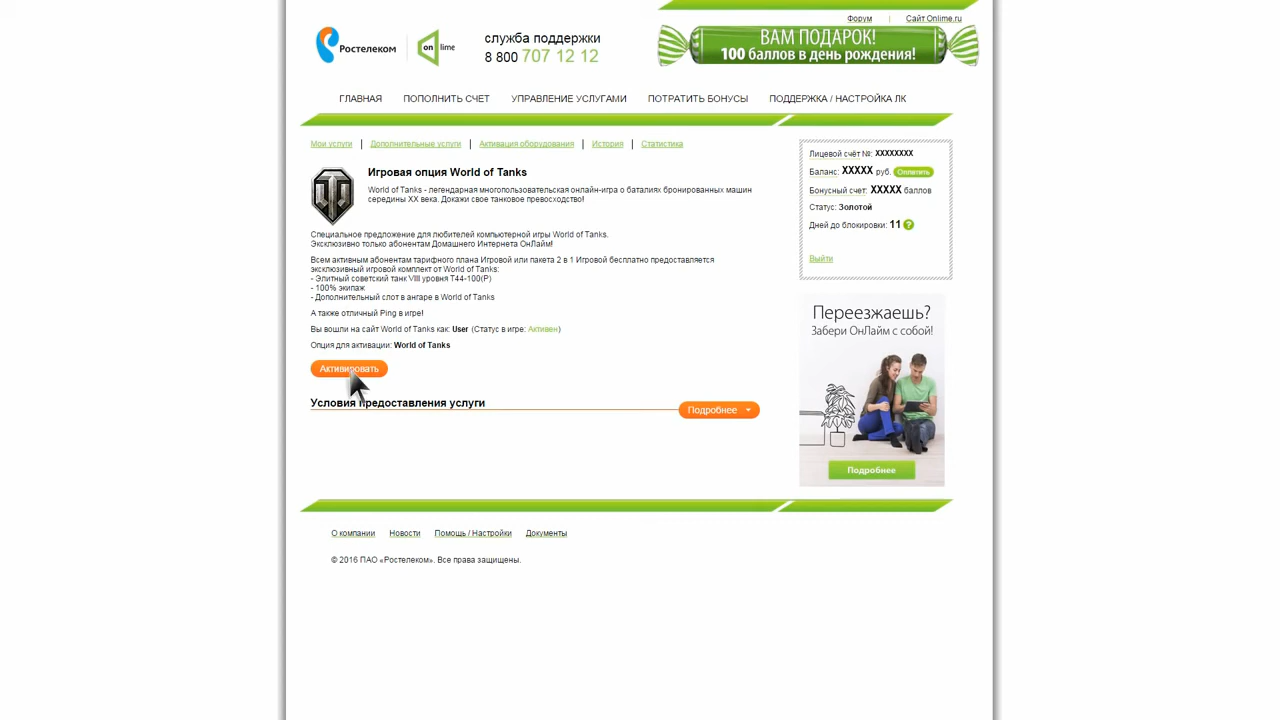 Форум | Сайт Onlime.ru
Ростелеком
on lime
служба поддержки
8 800 707 12 12
ВАМ ПОДАРОК!
100 баллов в день рождения!
ГЛАВНАЯ ПОПОЛНИТЬ СЧЕТ УПРАВЛЕНИЕ УСЛУГАМИ ПОТРАТИТЬ БОНУСЫ ПОДДЕРЖКА / НАСТРОЙКА ЛК
Мои услуги | Дополнительные услуги | Активация оборудования | История | Статистика
Игровая опция World of Tanks
World of Tanks - легендарная многопользовательская онлайн-игра о баталиях бронированных машин
середины XX века. Докажи свое танковое превосходство!
Специальное предложение для любителей компьютерной игры World of Tanks.
Эксклюзивно только абонентам Домашнего Интернета ОнЛайм!
Всем активным абонентам тарифного плана Игровой или пакета 2 в 1 Игровой бесплатно предоставляется
эксклюзивный игровой комплект от World of Tanks:
- Элитный советский танк VIII уровня T44-100(Р)
- 100% экипаж
- Дополнительный слот в ангаре в World of Tanks
А также отличный Ping в игре!
Вы вошли на сайт World of Tanks как: User (Статус в игре: Активен)
Опция для активации: World of Tanks
Активировать
Условия предоставления услуги
Подробнее
Лицевой счёт №: XXXXXXXX
Баланс: XXXXX руб. Оплатить
Бонусный счет: XXXXX баллов
Статус: Золотой
Дней до блокировки: 11 ?
Выйти
Переезжаешь?
Забери ОнЛайм с собой!
Подробнее
О компании Новости Помощь / Настройки Документы
© 2016 ПАО «Ростелеком». Все права защищены.